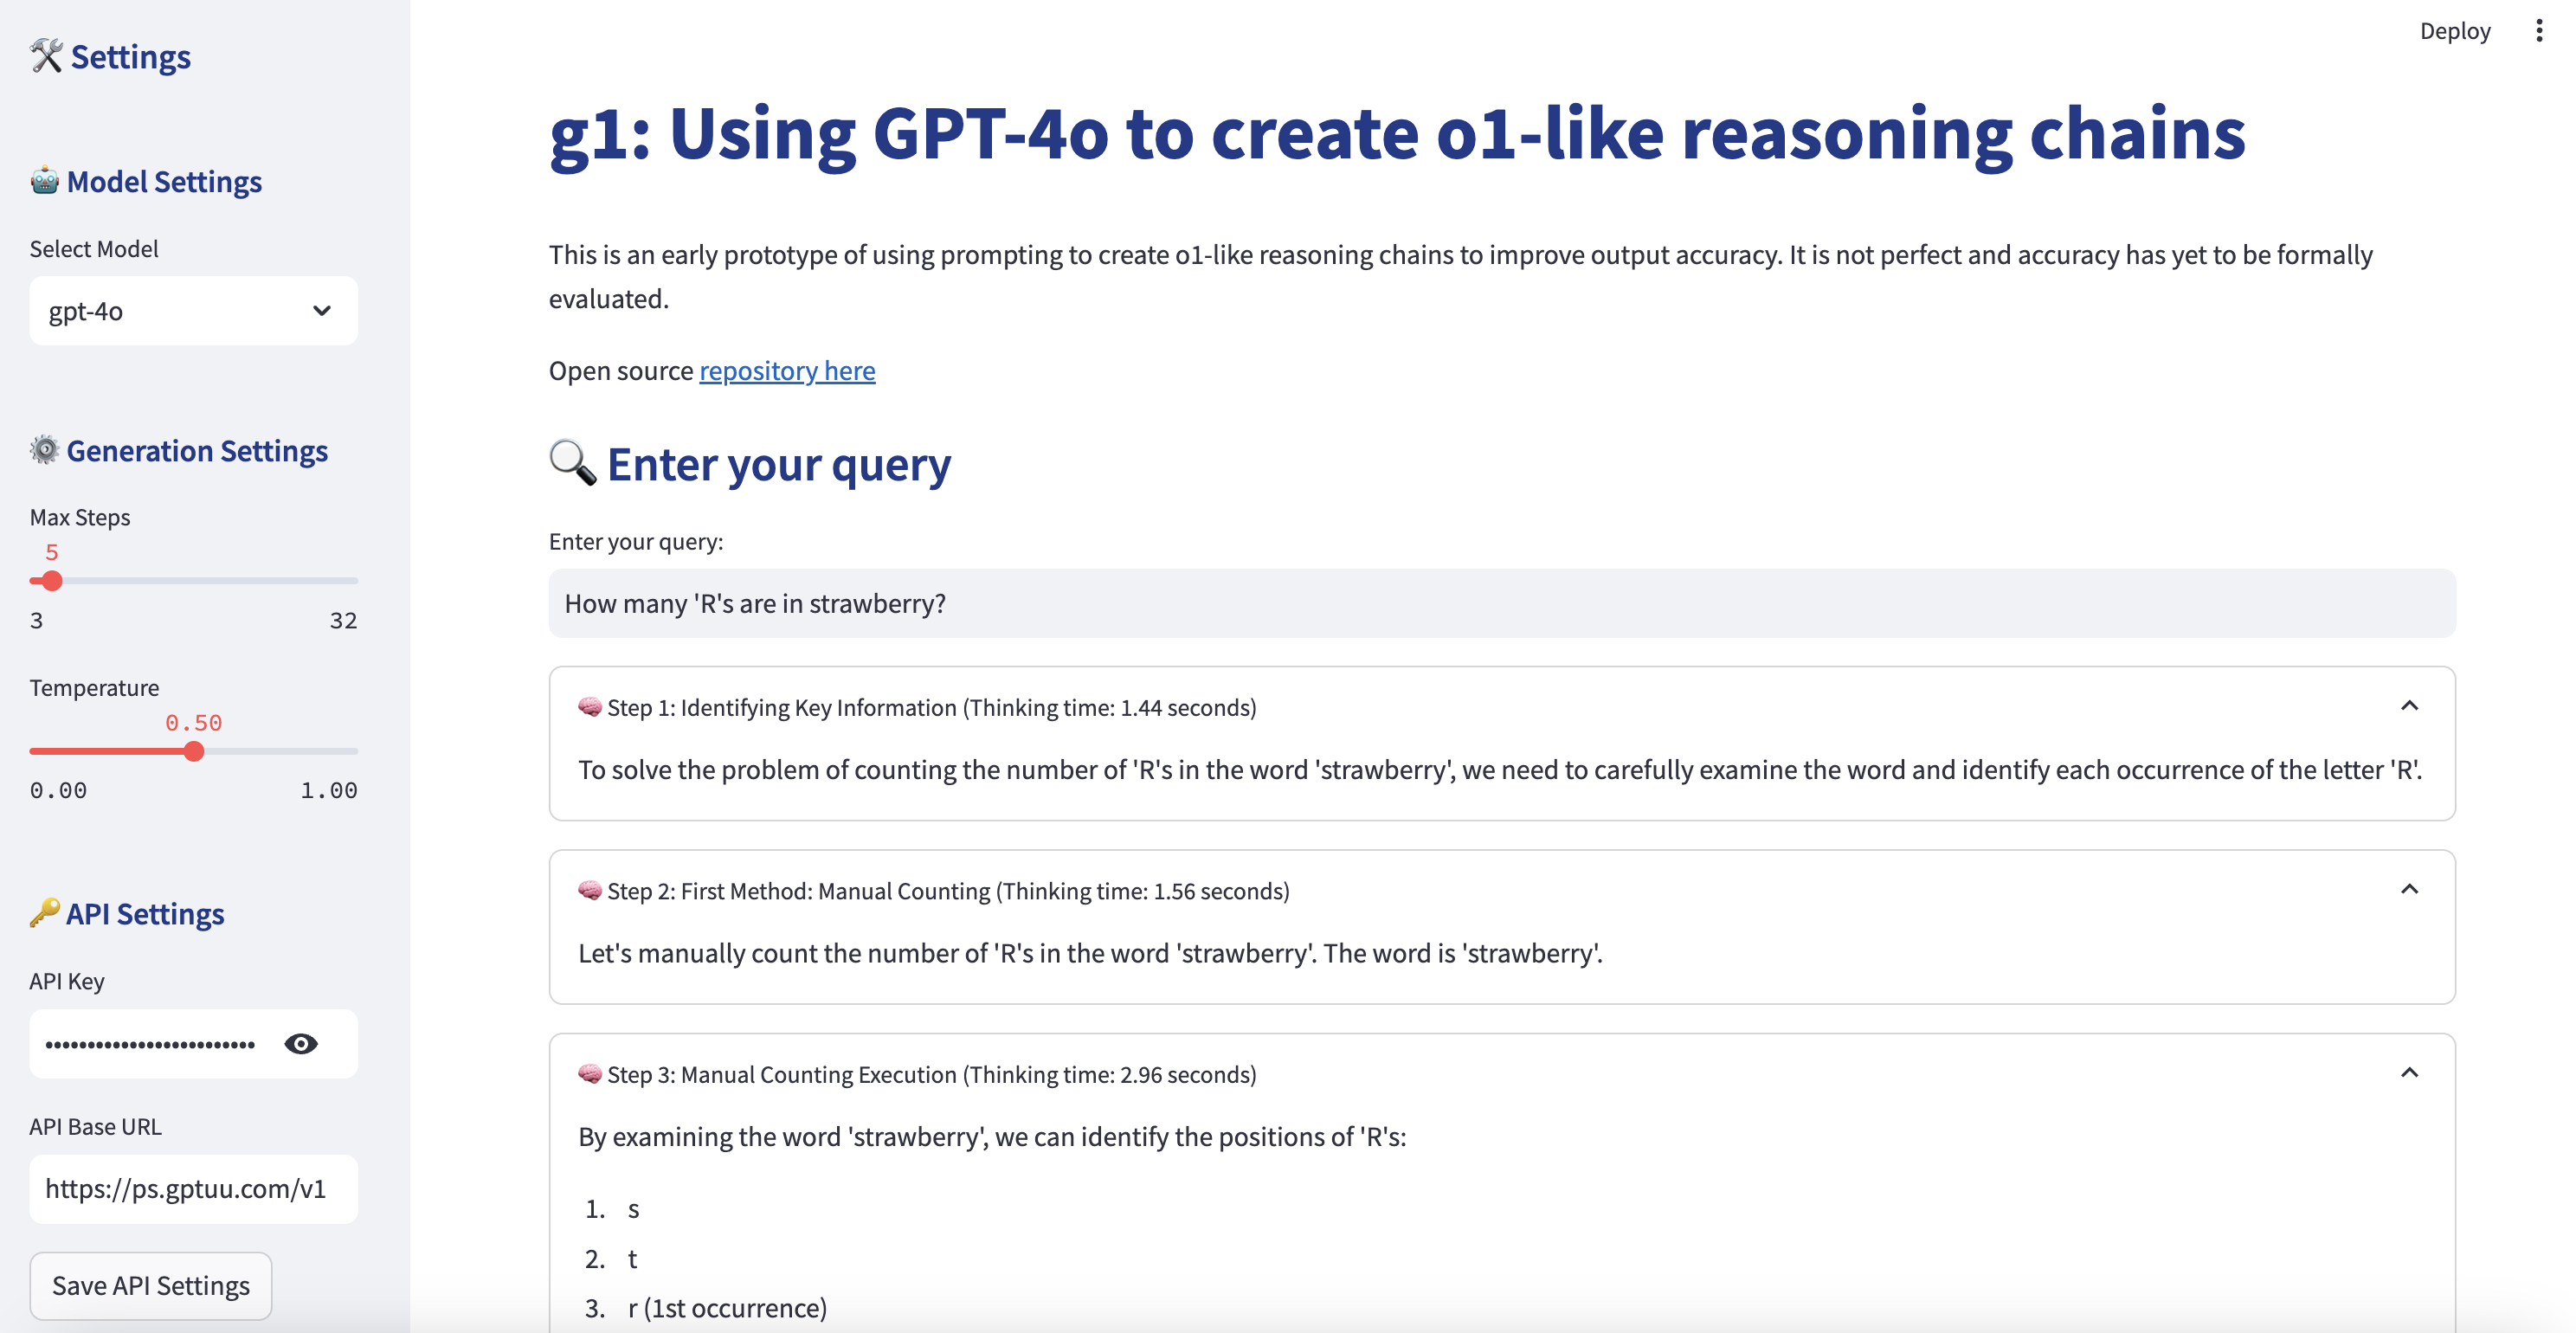 Settings
Model Settings
Select Model
gpt-4o
Generation Settings
Max Steps
5
3 32
Temperature
0.50
0.00 1.00
API Settings
API Key
API Base URL
https://ps.gptuu.com/v1
Save API Settings
Deploy
g1: Using GPT-4o to create o1-like reasoning chains
This is an early prototype of using prompting to create o1-like reasoning chains to improve output accuracy. It is not perfect and accuracy has yet to be formally
evaluated.
Open source repository here
Enter your query
Enter your query:
How many 'R's are in strawberry?
Step 1: Identifying Key Information (Thinking time: 1.44 seconds)
To solve the problem of counting the number of 'R's in the word 'strawberry', we need to carefully examine the word and identify each occurrence of the letter 'R'.
Step 2: First Method: Manual Counting (Thinking time: 1.56 seconds)
Let's manually count the number of 'R's in the word 'strawberry'. The word is 'strawberry'.
Step 3: Manual Counting Execution (Thinking time: 2.96 seconds)
By examining the word 'strawberry', we can identify the positions of 'R's:
1. s
2. t
3. r (1st occurrence)